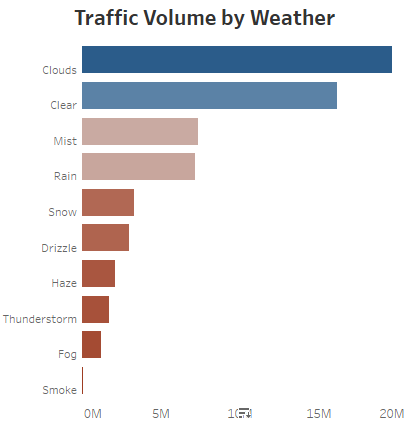 Traffic Volume by Weather
Clouds
Clear
Mist
Rain
Snow
Drizzle
Haze
Thunderstorm
Fog
Smoke
0M 5M 15M 20M